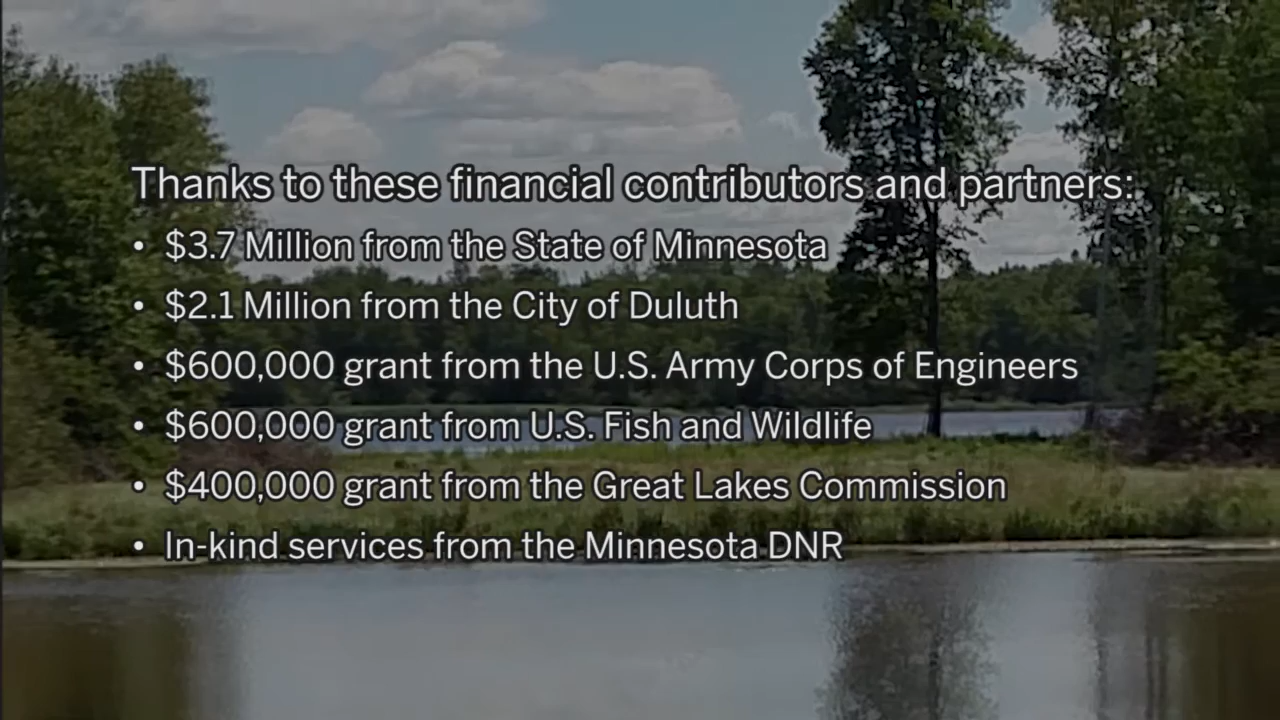 Thanks to these financial contributors and partners:
• $3.7 Million from the State of Minnesota
• $2.1 Million from the City of Duluth
• $600,000 grant from the U.S. Army Corps of Engineers
• $600,000 grant from U.S. Fish and Wildlife
• $400,000 grant from the Great Lakes Commission
• In-kind services from the Minnesota DNR